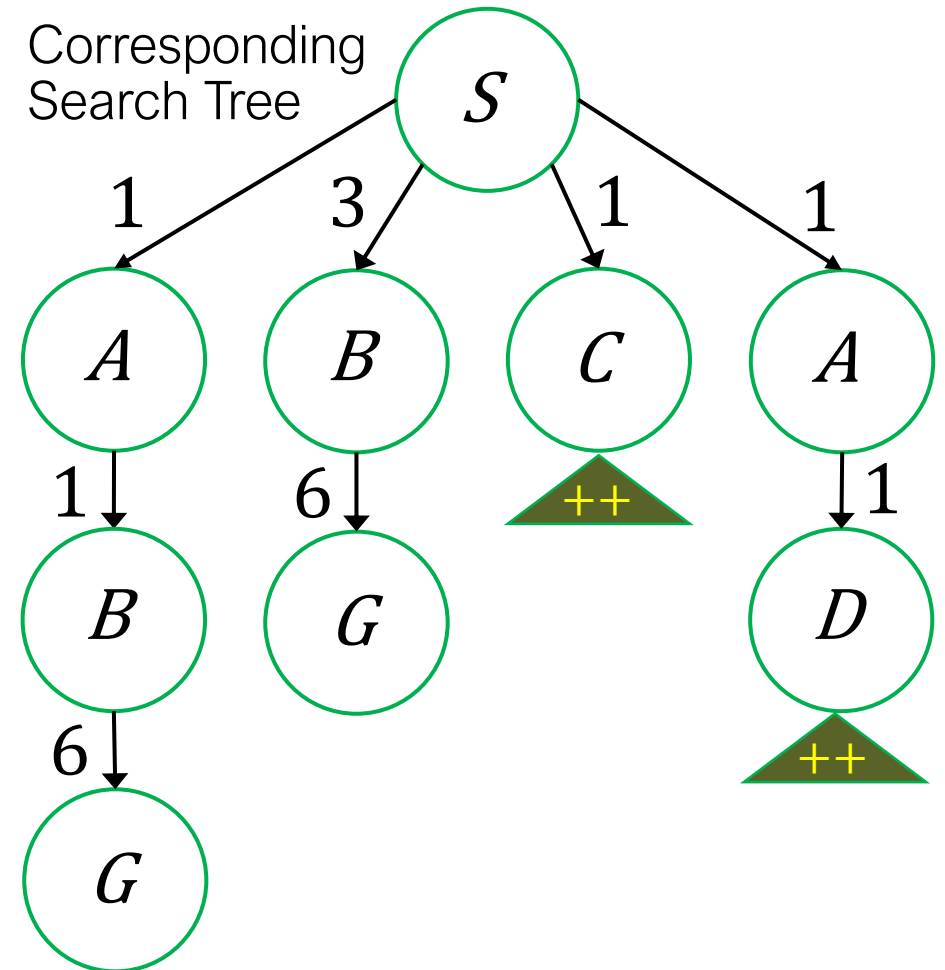 Corresponding
Search Tree
S
1 3 1 1
A B C A
1 6 ++ 1
B G D
6 ++
G